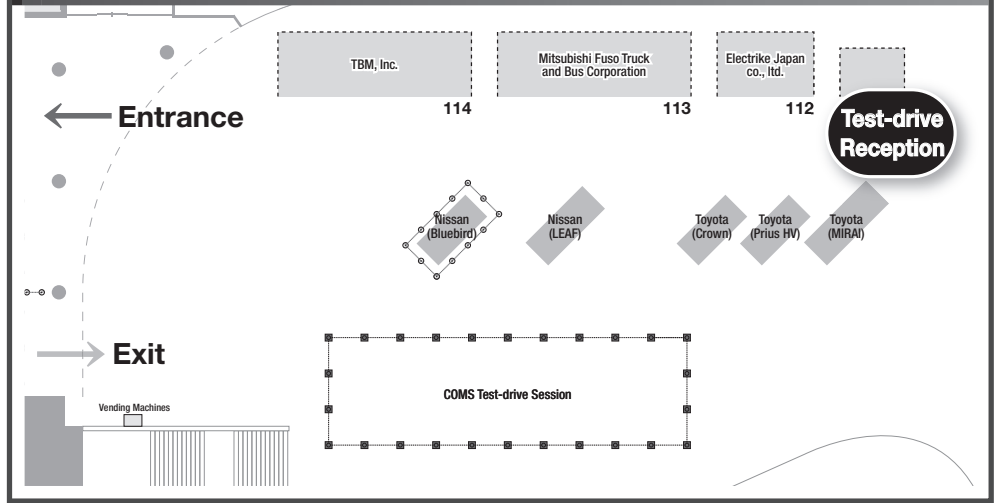 TBM, Inc.
Mitsubishi Fuso Truck
and Bus Corporation
Electrike Japan
co., ltd.
114
113
112
Entrance
Test-drive
Reception
Nissan
(Bluebird)
Nissan
(LEAF)
Toyota
(Crown)
Toyota
(Prius HV)
Toyota
(MIRAI)
Exit
COMS Test-drive Session
Vending Machines